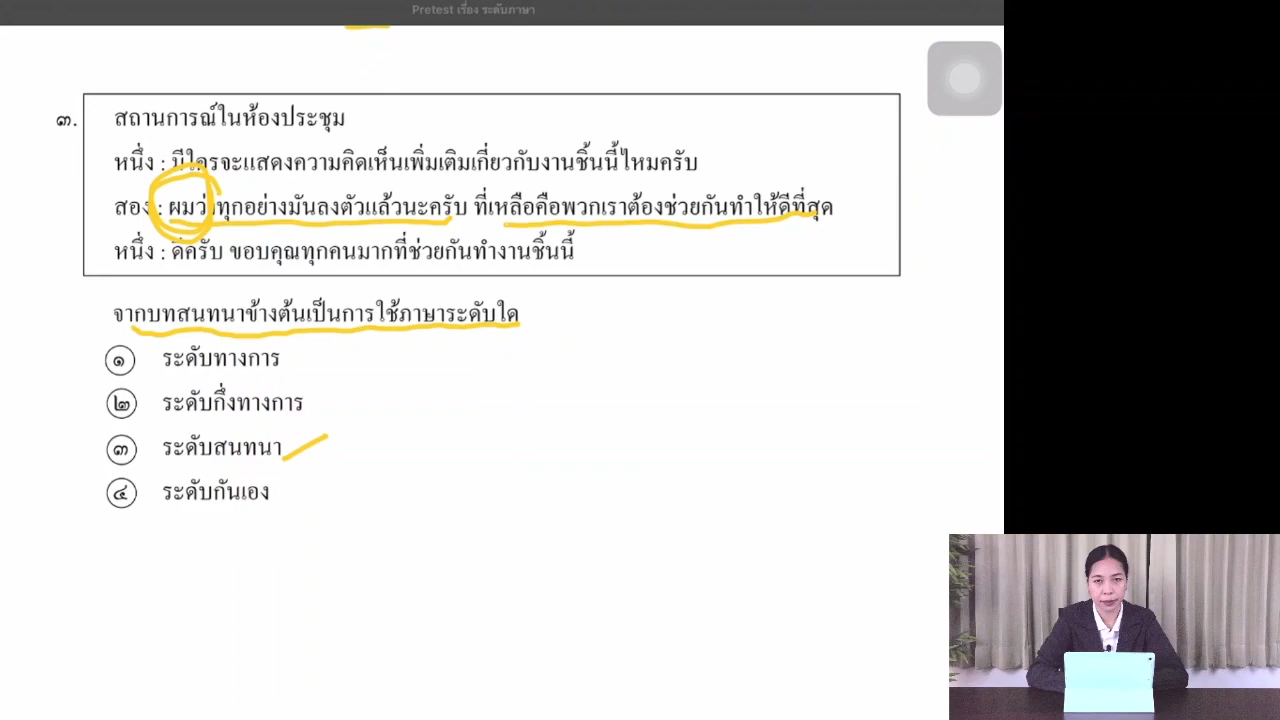 Pretest เรื่อง ระดับภาษา
๓. สถานการณ์ในห้องประชุม
หนึ่ง : มีใครจะแสดงความคิดเห็นเพิ่มเติมเกี่ยวกับงานชิ้นนี้ไหมครับ
สอง : ผมว่าทุกอย่างมันลงตัวแล้วนะครับ ที่เหลือคือพวกเราต้องช่วยกันทำให้ดีที่สุด
หนึ่ง : ดีครับ ขอบคุณทุกคนมากที่ช่วยกันทำงานชิ้นนี้
จากบทสนทนาข้างต้นเป็นการใช้ภาษาระดับใด
๑ ระดับทางการ
๒ ระดับกึ่งทางการ
๓ ระดับสนทนา
๔ ระดับกันเอง